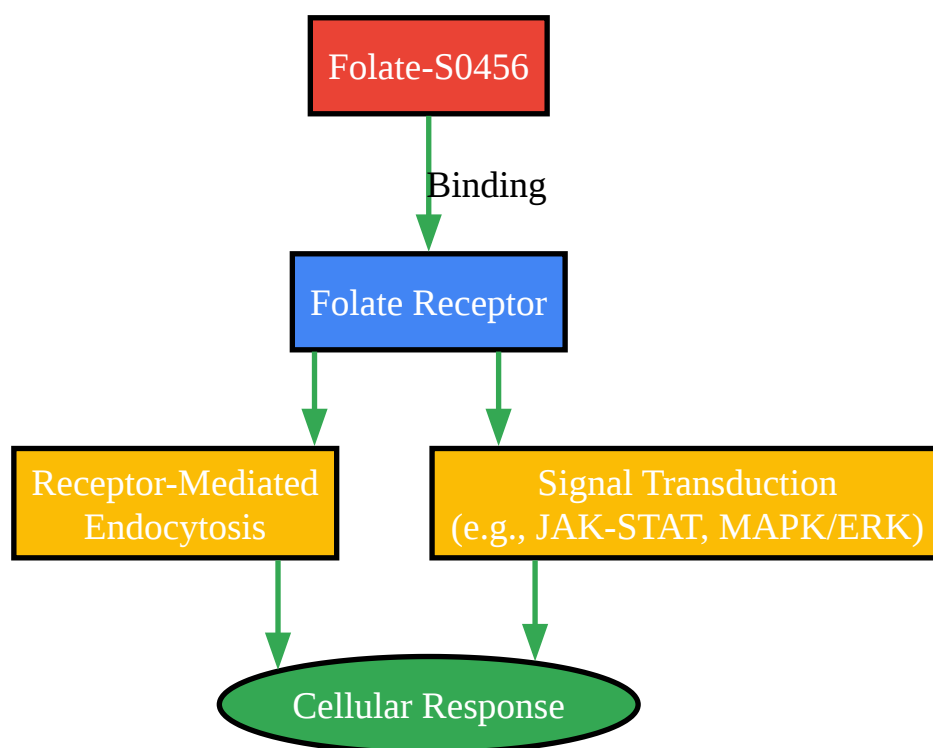 Folate-S0456
Binding
Folate Receptor
Receptor-Mediated
Endocytosis
Signal Transduction
(e.g., JAK-STAT, MAPK/ERK)
Cellular Response